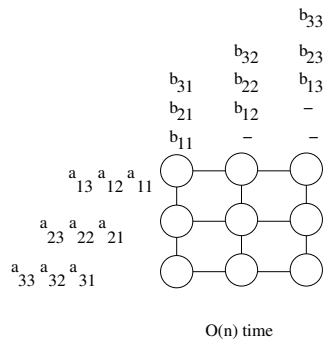 b33
b32 b23
b31 b22 b13
b21 b12 –
b11 – –
a13 a12 a11
a23 a22 a21
a33 a32 a31
O(n) time